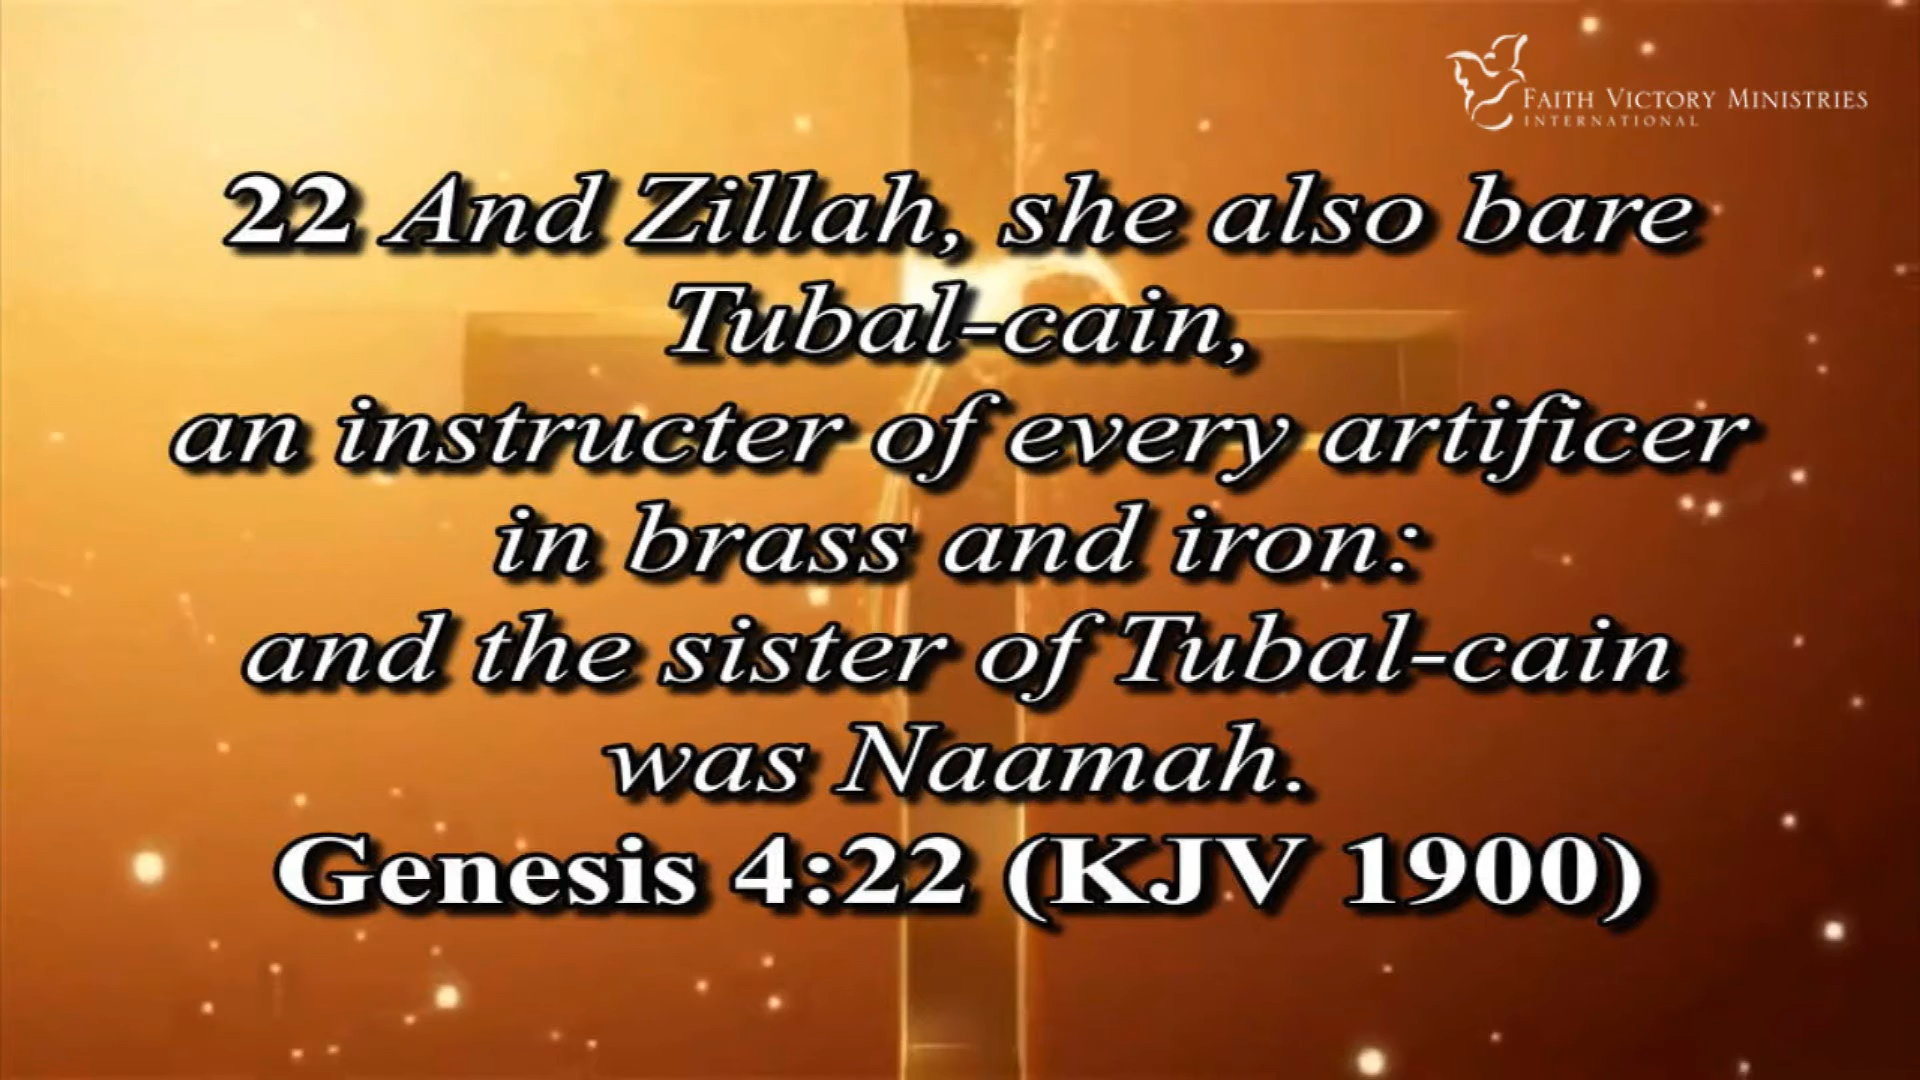 FAITH VICTORY MINISTRIES
INTERNATIONAL
22 And Zillah, she also bare
Tubal-cain,
an instructer of every artificer
in brass and iron:
and the sister of Tubal-cain
was Naamah.
Genesis 4:22 (KJV 1900)